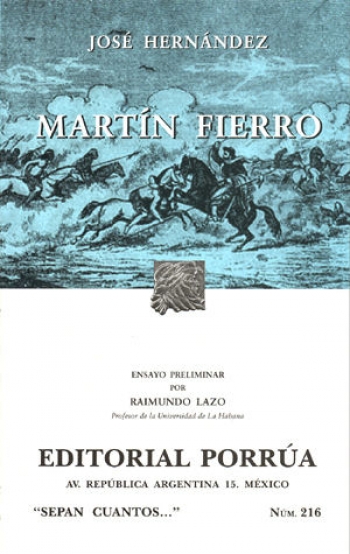 JOSÉ HERNÁNDEZ
MARTÍN FIERRO
ENSAYO PRELIMINAR
POR
RAIMUNDO LAZO
Profesor de la Universidad de La Habana
EDITORIAL PORRÚA
AV. REPÚBLICA ARGENTINA 15. MÉXICO
“SEPAN CUANTOS...” NÚM. 216